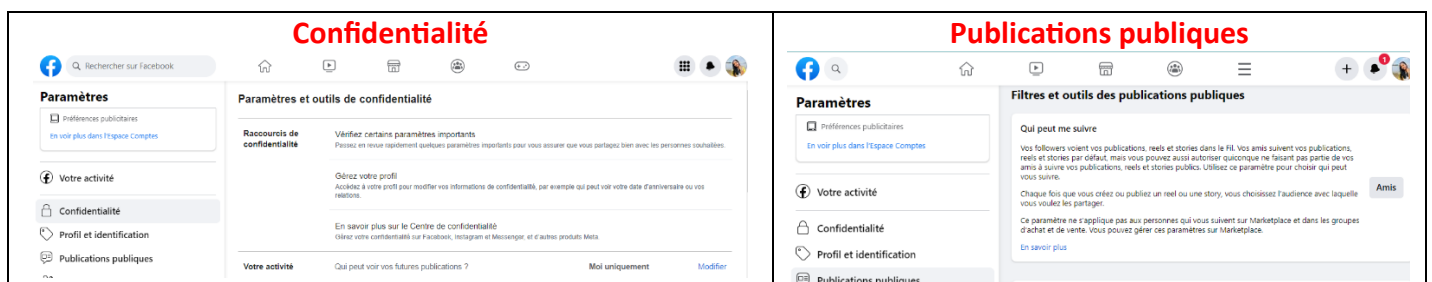 Confidentialité
Rechercher sur Facebook
Paramètres
Préférences publicitaires
En voir plus dans l'Espace Comptes
Votre activité
Confidentialité
Profil et identification
Publications publiques
Paramètres et outils de confidentialité
Raccourcis de
confidentialité
Vérifiez certains paramètres importants
Passez en revue rapidement quelques paramètres importants pour vous assurer que vous partagez bien avec les personnes souhaitées.
Gérez votre profil
Accédez à votre profil pour modifier vos informations de confidentialité, par exemple qui peut voir votre date d'anniversaire ou vos
relations.
En savoir plus sur le Centre de confidentialité
Gérez votre confidentialité sur Facebook, Instagram et Messenger, et d'autres produits Meta.
Votre activité
Qui peut voir vos futures publications ?
Moi uniquement
Modifier
Publications publiques
1
Paramètres
Préférences publicitaires
En voir plus dans l'Espace Comptes
Votre activité
Confidentialité
Profil et identification
Publications publiques
Filtres et outils des publications publiques
Qui peut me suivre
Vos followers voient vos publications, reels et stories dans le Fil. Vos amis suivent vos publications,
reels et stories par défaut, mais vous pouvez aussi autoriser quiconque ne faisant pas partie de vos
amis à suivre vos publications, reels et stories publics. Utilisez ce paramètre pour choisir qui peut
vous suivre.
Chaque fois que vous créez ou publiez un reel ou une story, vous choisissez l'audience avec laquelle
vous voulez les partager.
Ce paramètre ne s'applique pas aux personnes qui vous suivent sur Marketplace et dans les groupes
d'achat et de vente. Vous pouvez gérer ces paramètres sur Marketplace.
En savoir plus
Amis